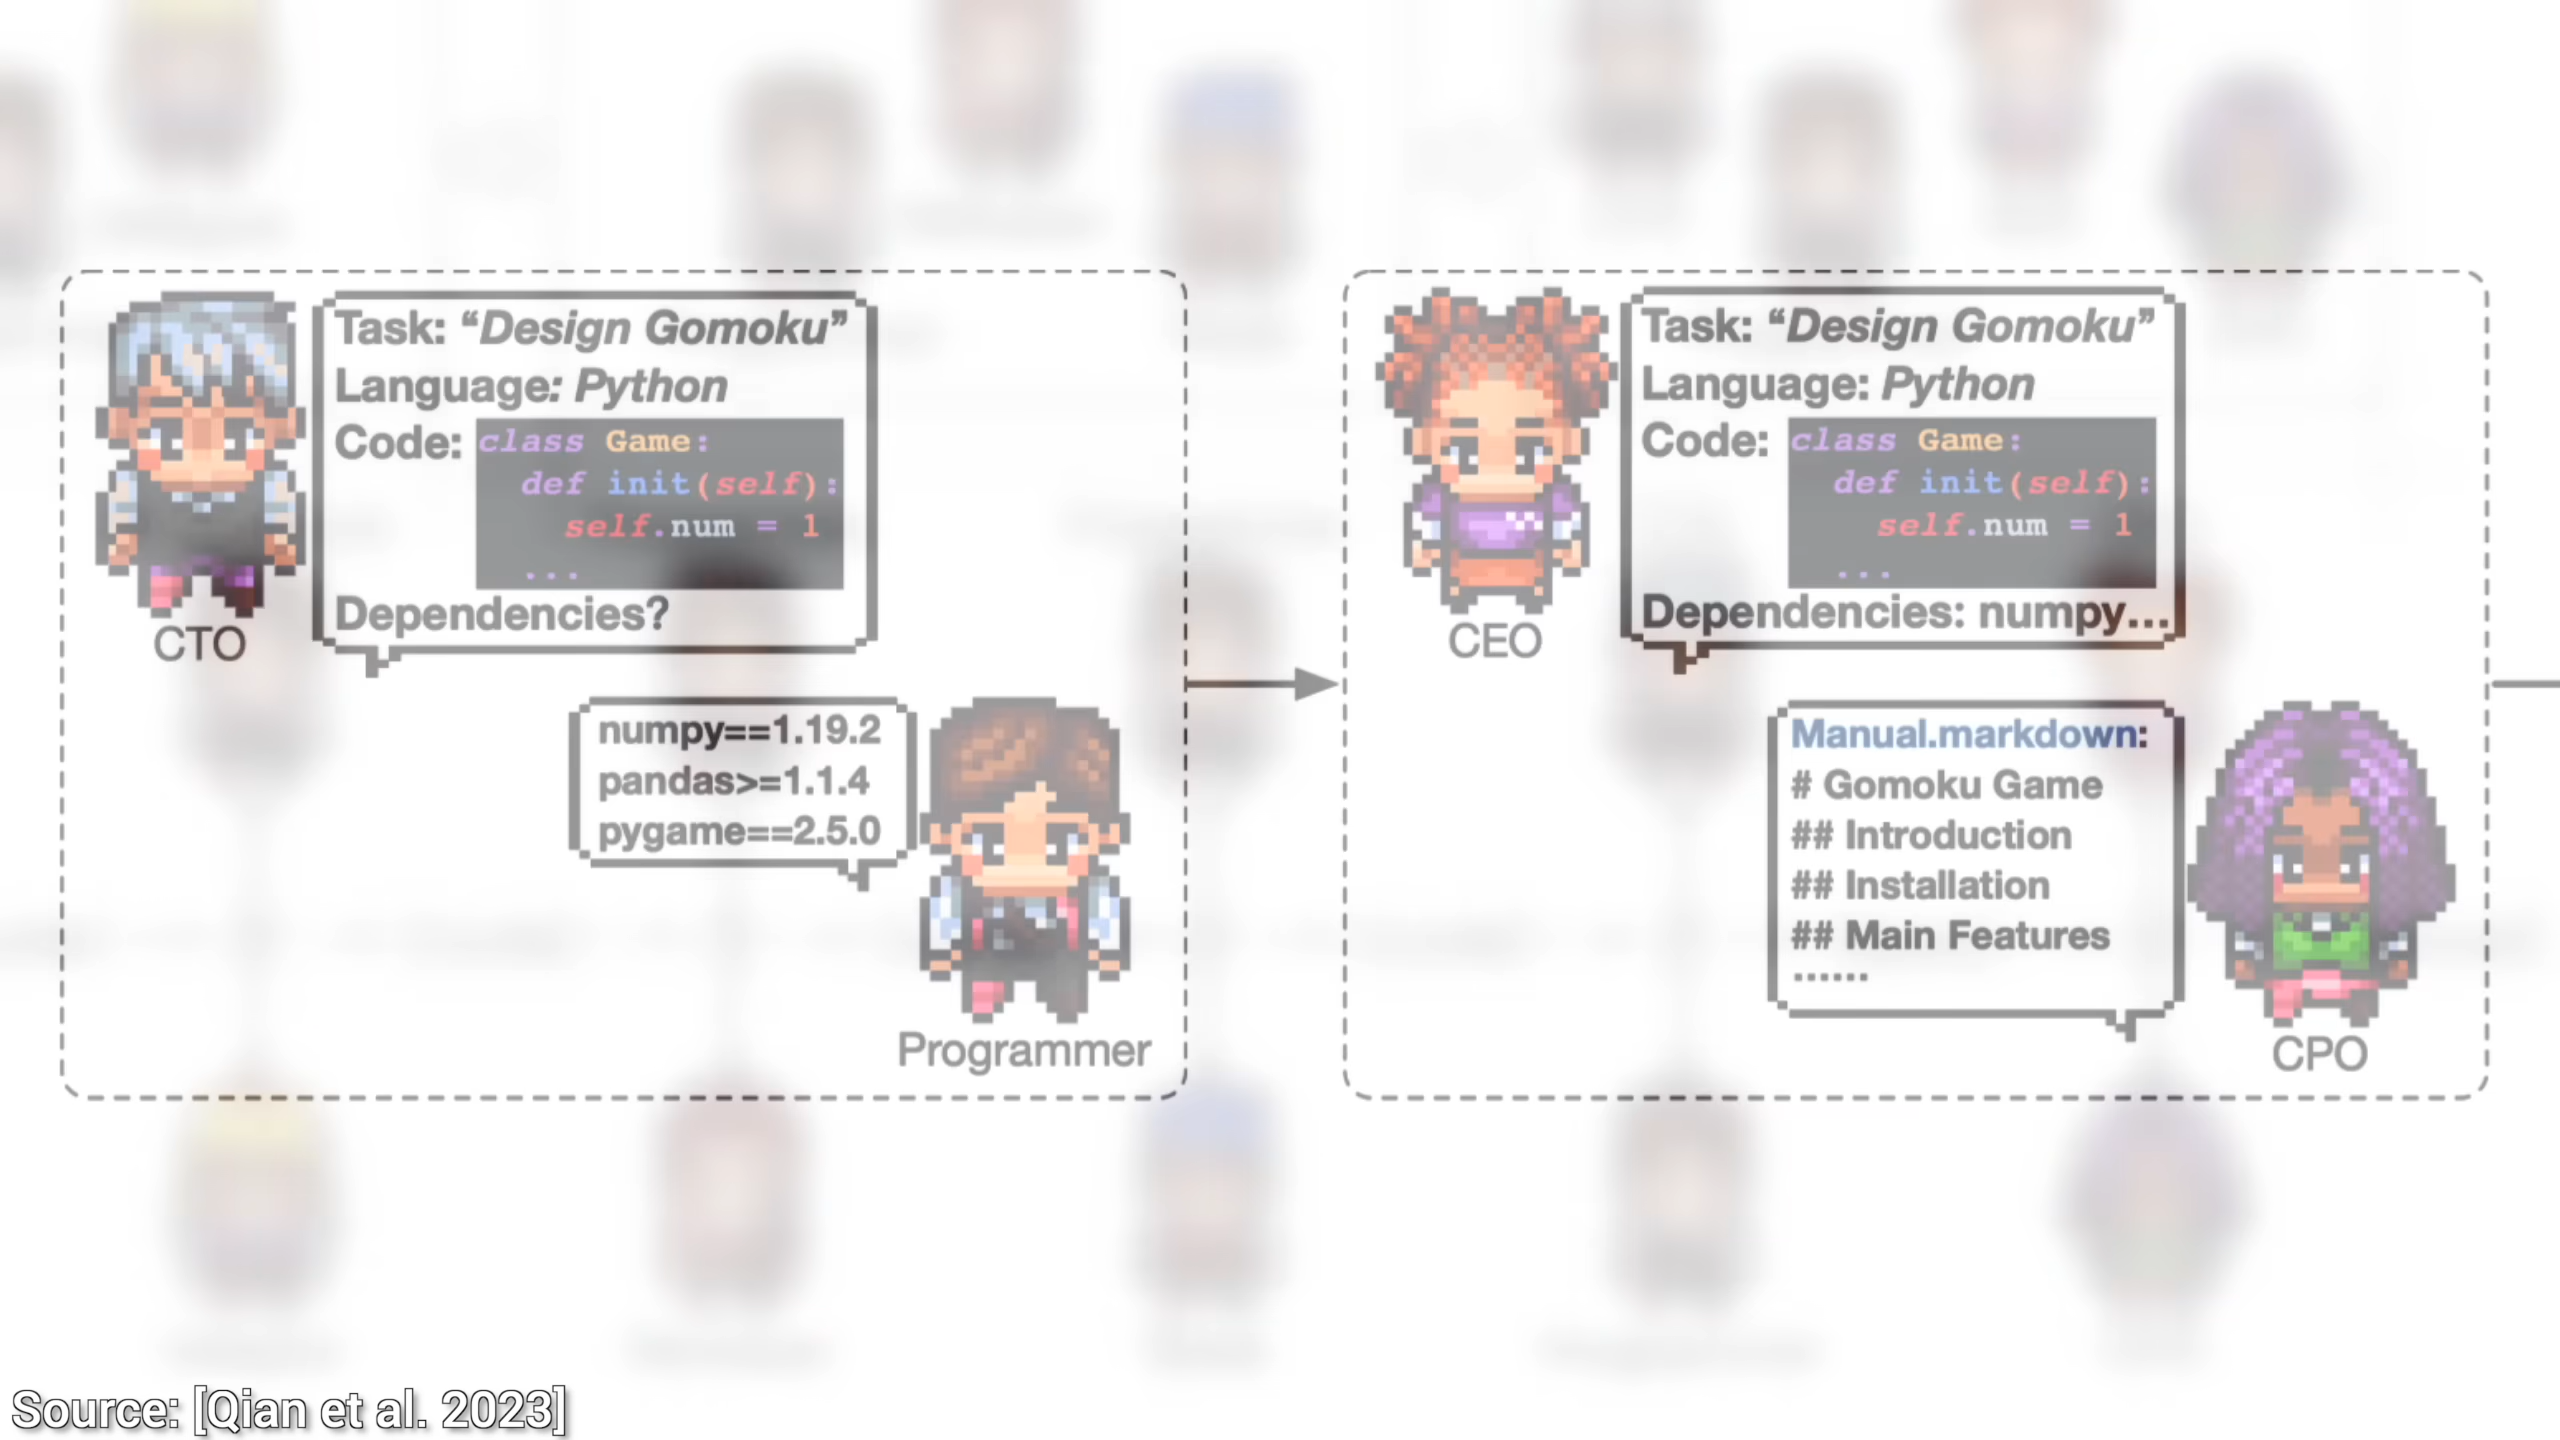 Task: “Design Gomoku”
Language: Python
Code: class Game:
def init(self):
self.num = 1
...
Dependencies?
CTO
numpy==1.19.2
pandas>=1.1.4
pygame==2.5.0
Programmer
Task: “Design Gomoku”
Language: Python
Code: class Game:
def init(self):
self.num = 1
...
Dependencies: numpy...
CEO
Manual.markdown:
# Gomoku Game
## Introduction
## Installation
## Main Features
......
CPO
Source: [Qian et al. 2023]